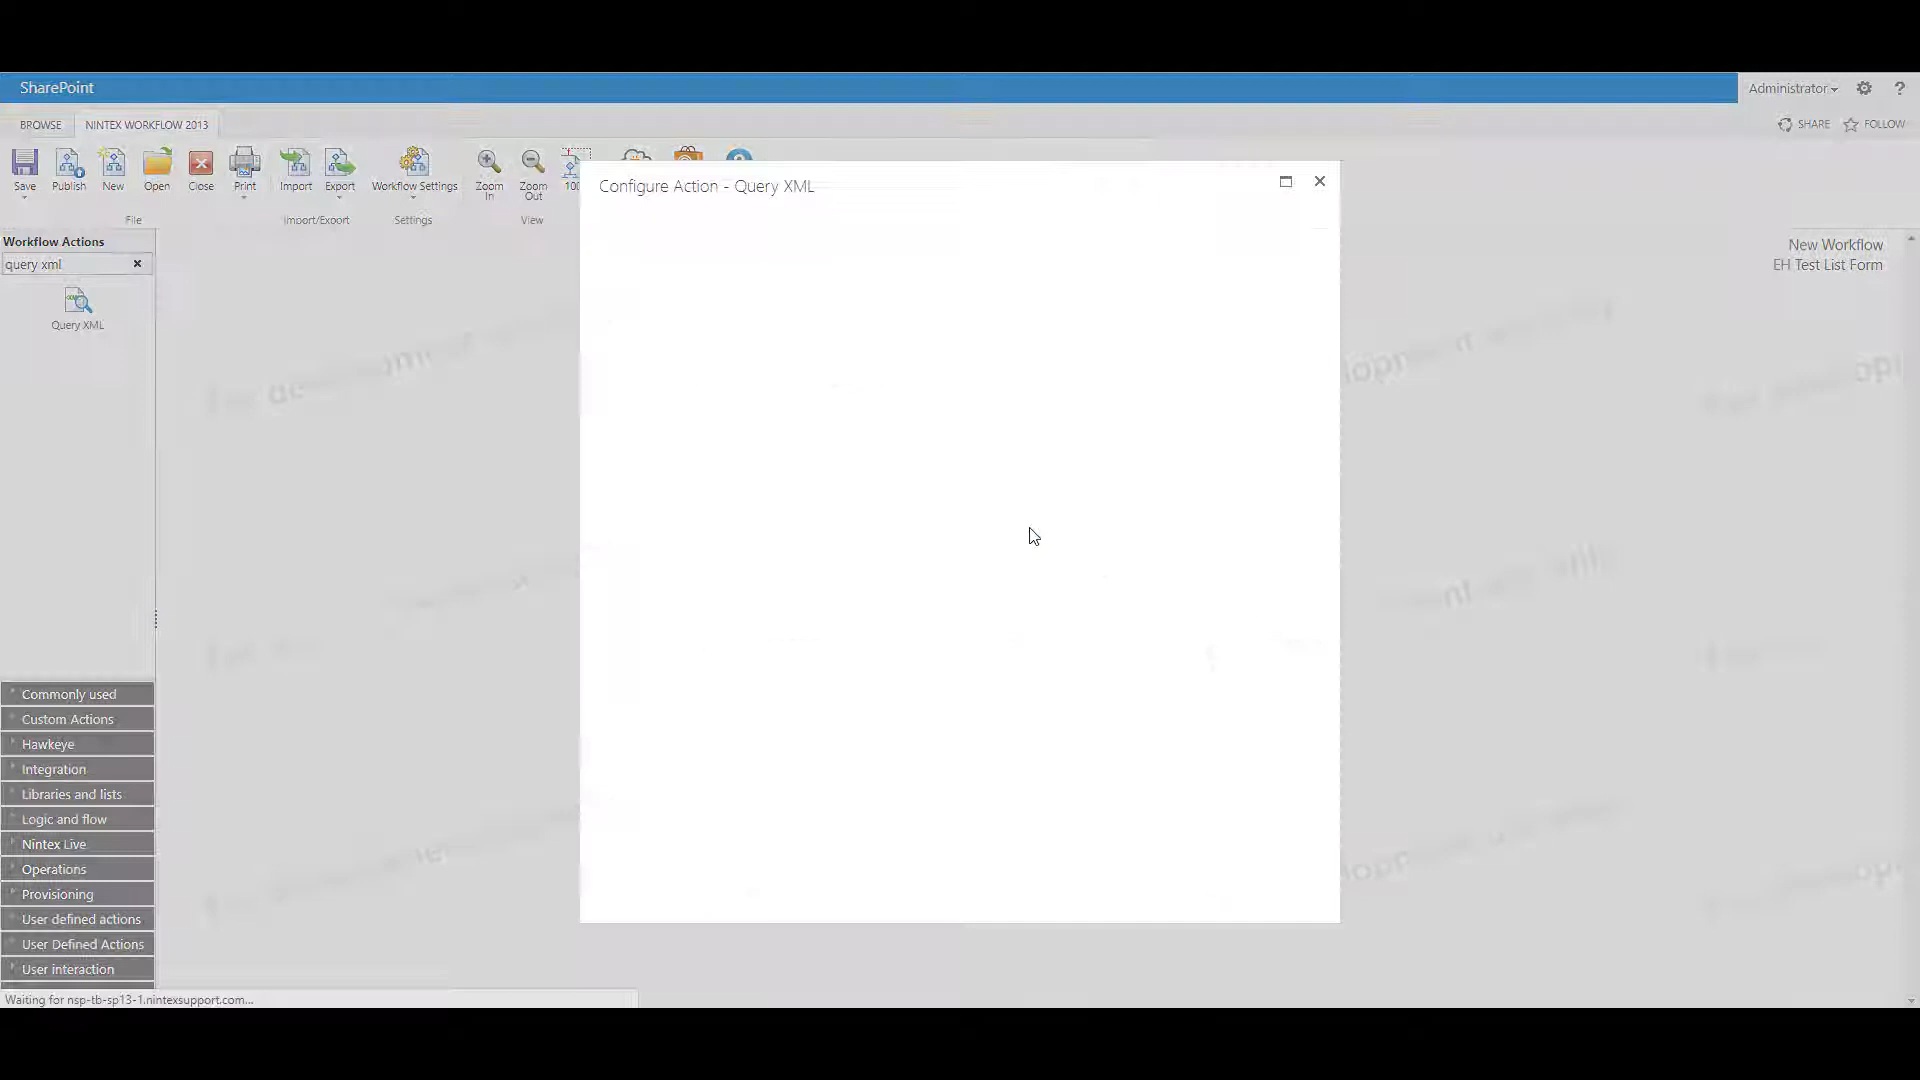 SharePoint
Administrator
?
BROWSE
NINTEX WORKFLOW 2013
SHARE
FOLLOW
Save
Publish
New
Open
Close
Print
Import
Export
Workflow Settings
Zoom In
Zoom Out
100
File
Import/Export
Settings
View
Configure Action - Query XML
Workflow Actions
query xml
Query XML
New Workflow
EH Test List Form
Commonly used
Custom Actions
Hawkeye
Integration
Libraries and lists
Logic and flow
Nintex Live
Operations
Provisioning
User defined actions
User Defined Actions
User interaction
Waiting for nsp-tb-sp13-1.nintexsupport.com...